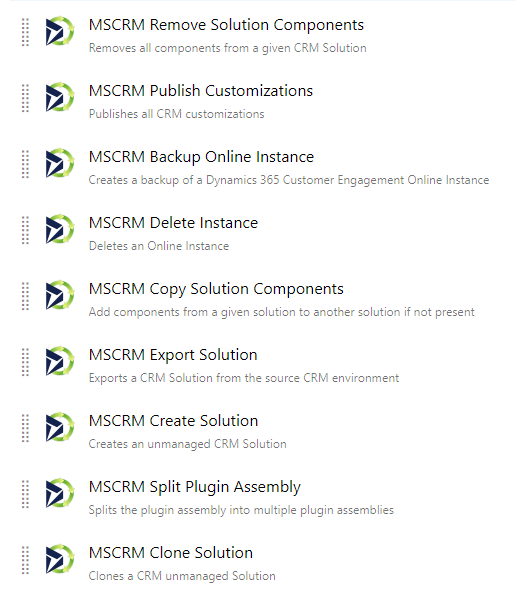 MSCRM Remove Solution Components
Removes all components from a given CRM Solution
MSCRM Publish Customizations
Publishes all CRM customizations
MSCRM Backup Online Instance
Creates a backup of a Dynamics 365 Customer Engagement Online Instance
MSCRM Delete Instance
Deletes an Online Instance
MSCRM Copy Solution Components
Add components from a given solution to another solution if not present
MSCRM Export Solution
Exports a CRM Solution from the source CRM environment
MSCRM Create Solution
Creates an unmanaged CRM Solution
MSCRM Split Plugin Assembly
Splits the plugin assembly into multiple plugin assemblies
MSCRM Clone Solution
Clones a CRM unmanaged Solution